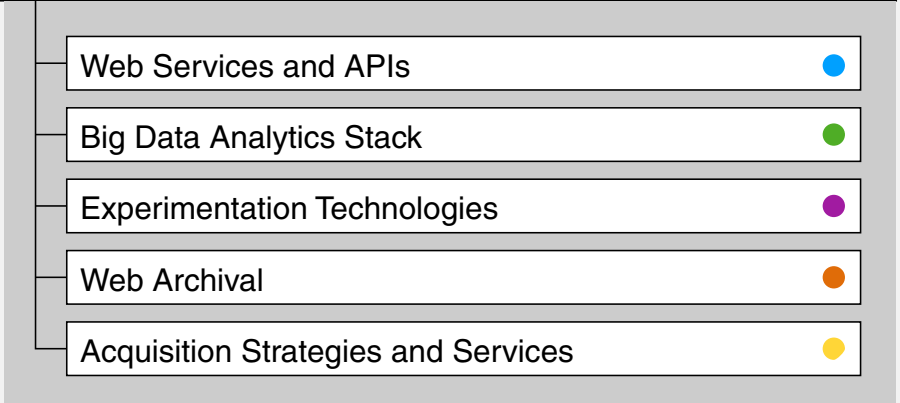 Web Services and APIs
Big Data Analytics Stack
Experimentation Technologies
Web Archival
Acquisition Strategies and Services